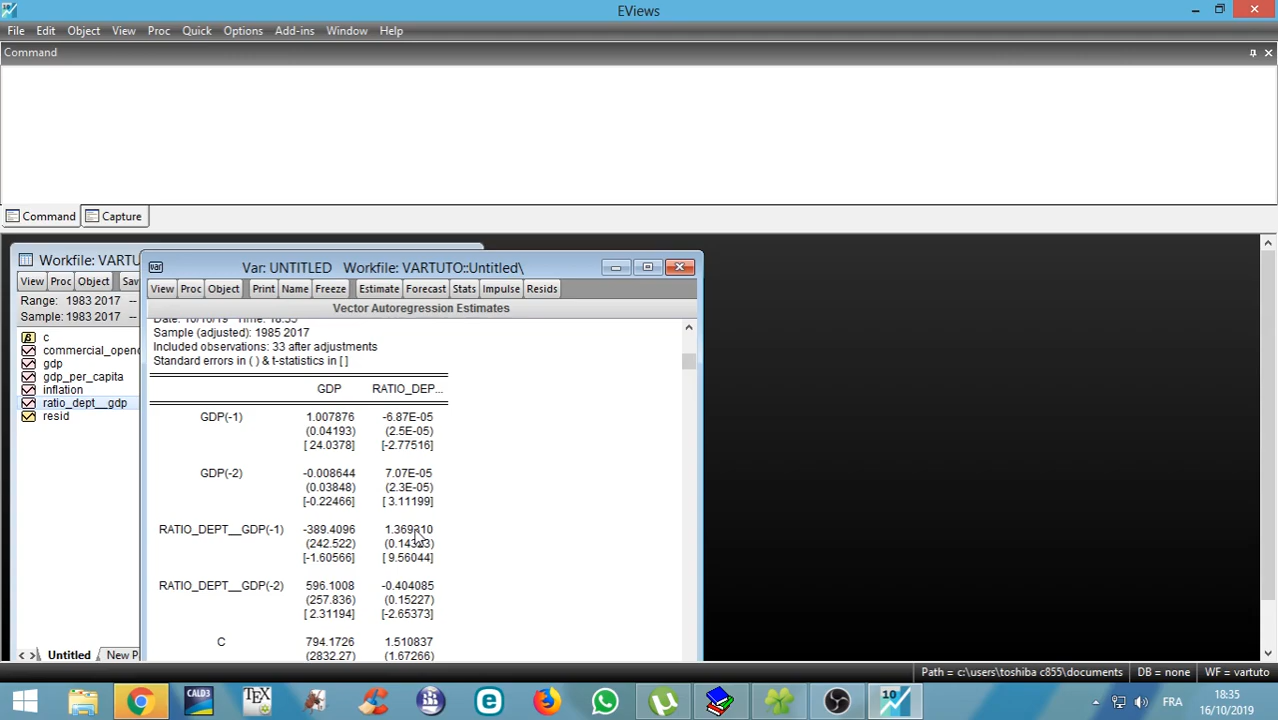 EViews
File Edit Object View Proc Quick Options Add-ins Window Help
Command
Command Capture
Workfile: VARTU
View Proc Object Sav
Range: 1983 2017 --
Sample: 1983 2017 --
c
commercial_openc
gdp
gdp_per_capita
inflation
ratio_dept__gdp
resid
Untitled New P
var Var: UNTITLED Workfile: VARTUTO::Untitled\
View Proc Object Print Name Freeze Estimate Forecast Stats Impulse Resids
Vector Autoregression Estimates
Sample (adjusted): 1985 2017
Included observations: 33 after adjustments
Standard errors in ( ) & t-statistics in [ ]
GDP RATIO_DEP...
GDP(-1) 1.007876 -6.87E-05
(0.04193) (2.5E-05)
[ 24.0378] [-2.77516]
GDP(-2) -0.008644 7.07E-05
(0.03848) (2.3E-05)
[-0.22466] [ 3.11199]
RATIO_DEPT__GDP(-1) -389.4096
(242.522)
[-1.60566] [ 9.56044]
RATIO_DEPT__GDP(-2) 596.1008 -0.404085
(257.836) (0.15227)
[ 2.31194] [-2.65373]
C 794.1726 1.510837
(2832.27) (1.67266)
Path = c:\users\toshiba c855\documents DB = none WF = vartuto
CALD3 TEX 10 FRA 18:35
16/10/2019